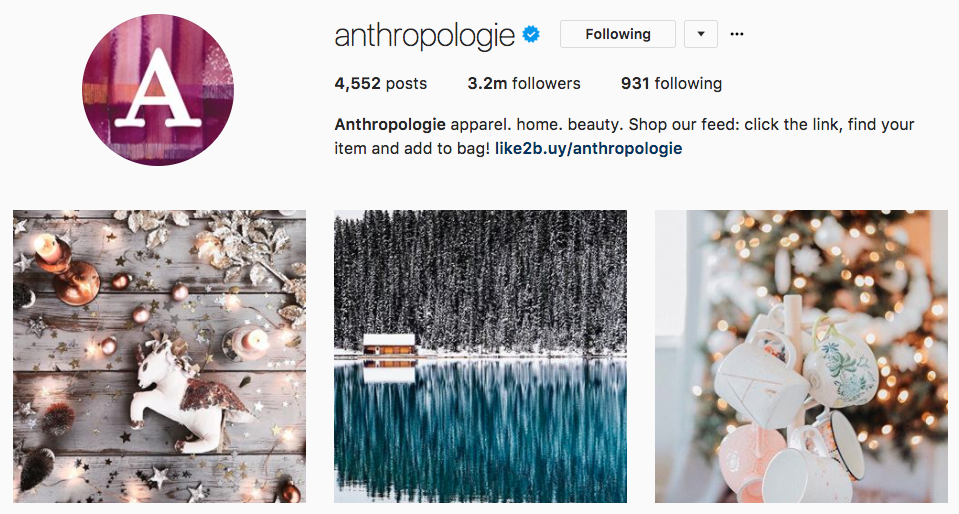 A
anthropologie Following
4,552 posts 3.2m followers 931 following
Anthropologie apparel. home. beauty. Shop our feed: click the link, find your
item and add to bag! like2b.uy/anthropologie